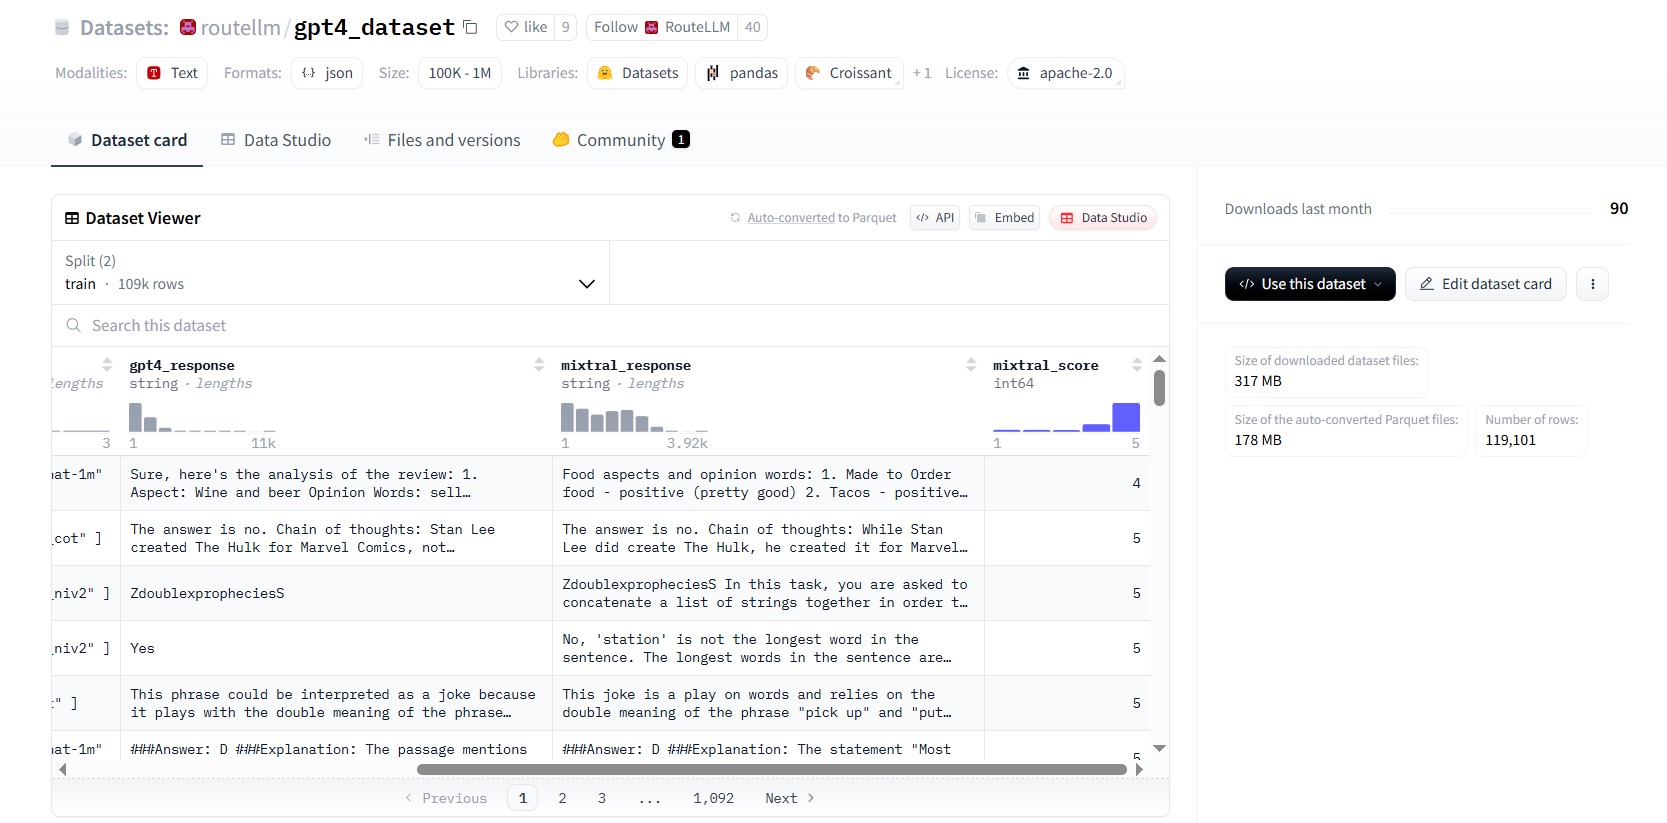 Datasets: routellm/gpt4_dataset like 9 Follow RouteLLM 40
Modalities: Text Formats: json Size: 100K - 1M Libraries: Datasets pandas Croissant + 1 License: apache-2.0
Dataset card Data Studio Files and versions Community 1
Dataset Viewer Auto-converted to Parquet API Embed Data Studio
Split (2)
train · 109k rows
Search this dataset
gpt4_response mixtral_response mixtral_score
lengths string · lengths string · lengths int64
3 1 11k 1 3.92k 1 5
hat-1m" Sure, here's the analysis of the review: 1. Food aspects and opinion words: 1. Made to Order
Aspect: Wine and beer Opinion Words: sell… food - positive (pretty good) 2. Tacos - positive… 4
The answer is no. Chain of thoughts: Stan Lee The answer is no. Chain of thoughts: While Stan
_cot" ] created The Hulk for Marvel Comics, not… Lee did create The Hulk, he created it for Marvel… 5
ZdoublexpropheciesS In this task, you are asked to
_niv2" ] ZdoublexpropheciesS concatenate a list of strings together in order t… 5
No, 'station' is not the longest word in the
_niv2" ] Yes sentence. The longest words in the sentence are… 5
This phrase could be interpreted as a joke because This joke is a play on words and relies on the
t" ] it plays with the double meaning of the phrase… double meaning of the phrase "pick up" and "put… 5
hat-1m" ###Answer: D ###Explanation: The passage mentions ###Answer: D ###Explanation: The statement "Most 5
Previous 1 2 3 ... 1,092 Next
Downloads last month 90
Use this dataset Edit dataset card
Size of downloaded dataset files:
317 MB
Size of the auto-converted Parquet files: Number of rows:
178 MB 119,101